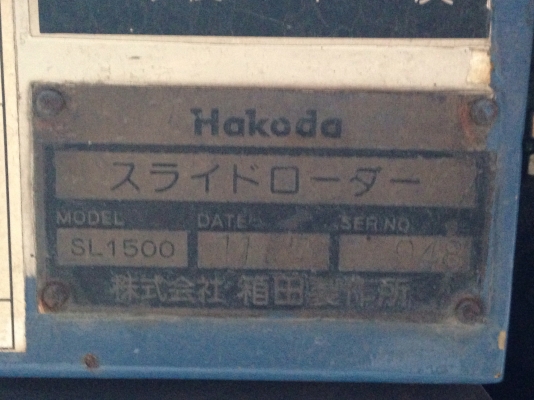 Hakoda
スライドローダー
MODEL DATE SER NO
SL1500 048
株式会社 箱田製作所